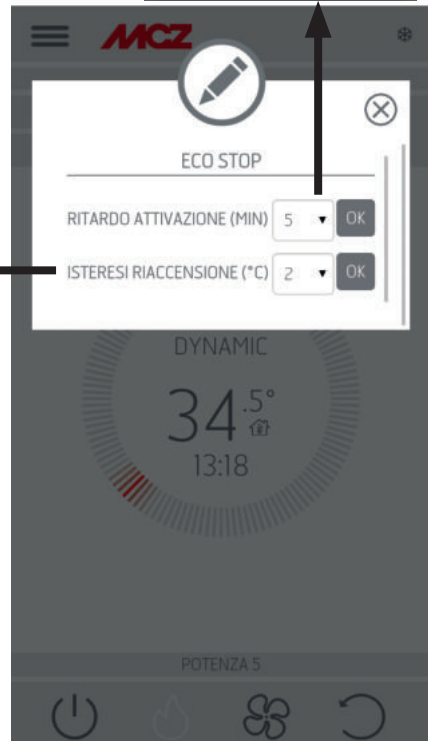 MCZ
ECO STOP
RITARDO ATTIVAZIONE (MIN) 5 OK
ISTERESI RIACCENSIONE (°C) 2 OK
DYNAMIC
34.5°
13:18
POTENZA 5